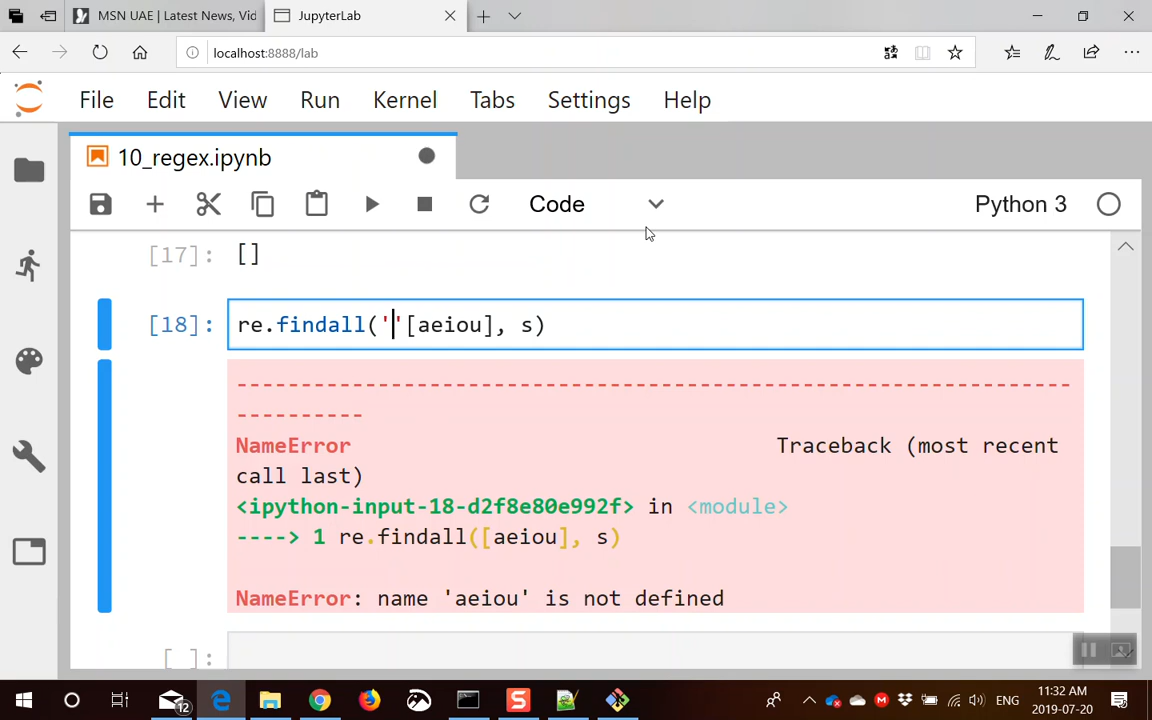 MSN UAE | Latest News, Vid
JupyterLab
localhost:8888/lab
File Edit View Run Kernel Tabs Settings Help
10_regex.ipynb
Code
Python 3
[17]: []
[18]: re.findall(''[aeiou], s)
---------------------------------------------------------------------------
NameError Traceback (most recent
call last)
<ipython-input-18-d2f8e80e992f> in <module>
----> 1 re.findall([aeiou], s)
NameError: name 'aeiou' is not defined
[ ]:
12
ENG
11:32 AM
2019-07-20